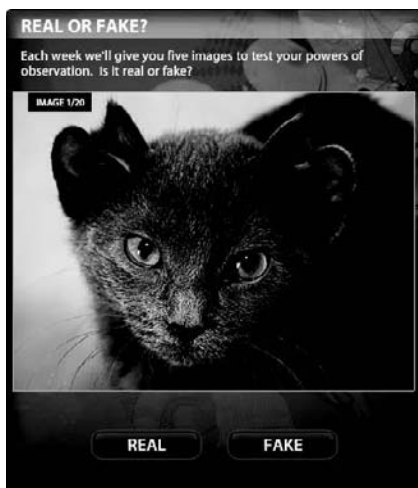 REAL OR FAKE?
Each week we'll give you five images to test your powers of
observation. Is it real or fake?
IMAGE 1/20
REAL
FAKE